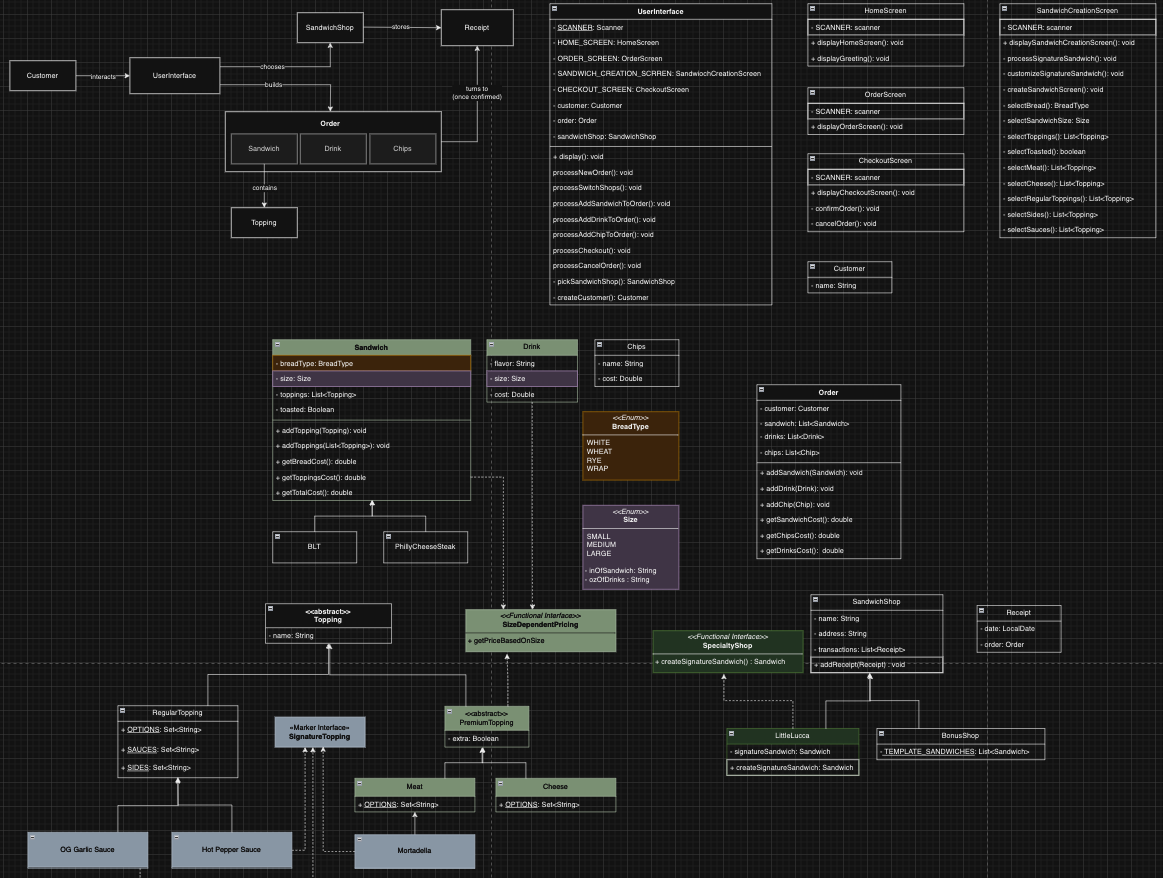 SandwichShop
stores
Receipt
Customer
interacts
UserInterface
chooses
builds
turns to
(once confirmed)
Order
Sandwich
Drink
Chips
contains
Topping
UserInterface
- SCANNER: Scanner
- HOME_SCREEN: HomeScreen
- ORDER_SCREEN: OrderScreen
- SANDWICH_CREATION_SCRREN: SandwiochCreationScreen
- CHECKOUT_SCREEN: CheckoutScreen
- customer: Customer
- order: Order
- sandwichShop: SandwichShop
+ display(): void
processNewOrder(): void
processSwitchShops(): void
processAddSandwichToOrder(): void
processAddDrinkToOrder(): void
processAddChipToOrder(): void
processCheckout(): void
processCancelOrder(): void
- pickSandwichShop(): SandwichShop
- createCustomer(): Customer
HomeScreen
- SCANNER: scanner
+ displayHomeScreen(): void
+ displayGreeting(): void
OrderScreen
- SCANNER: scanner
+ displayOrderScreen(): void
CheckoutScreen
- SCANNER: scanner
+ displayCheckoutScreen(): void
- confirmOrder(): void
- cancelOrder(): void
Customer
- name: String
SandwichCreationScreen
- SCANNER: scanner
+ displaySandwichCreationScreen(): void
- processSignatureSandwich(): void
- customizeSignatureSandwich(): void
- createSandwichScreen(): void
- selectBread(): BreadType
- selectSandwichSize: Size
- selectToppings(): List<Topping>
- selectToasted(): boolean
- selectMeat(): List<Topping>
- selectCheese(): List<Topping>
- selectRegularToppings(): List<Topping>
- selectSides(): List<Topping>
- selectSauces(): List<Topping>
Sandwich
- breadType: BreadType
- size: Size
- toppings: List<Topping>
- toasted: Boolean
+ addTopping(Topping): void
+ addToppings(List<Topping>): void
+ getBreadCost(): double
+ getToppingsCost(): double
+ getTotalCost(): double
BLT
PhillyCheeseSteak
Drink
- flavor: String
- size: Size
- cost: Double
Chips
- name: String
- cost: Double
<<Enum>>
BreadType
WHITE
WHEAT
RYE
WRAP
<<Enum>>
Size
SMALL
MEDIUM
LARGE
- inOfSandwich: String
- ozOfDrinks : String
Order
- customer: Customer
- sandwich: List<Sandwich>
- drinks: List<Drink>
- chips: List<Chip>
+ addSandwich(Sandwich): void
+ addDrink(Drink): void
+ addChip(Chip): void
+ getSandwichCost(): double
+ getChipsCost(): double
+ getDrinksCost(): double
<<abstract>>
Topping
- name: String
<<Functional Interface>>
SizeDependentPricing
+ getPriceBasedOnSize
<<Functional Interface>>
SpecialtyShop
+ createSignatureSandwich() : Sandwich
SandwichShop
- name: String
- address: String
- transactions: List<Receipt>
+ addReceipt(Receipt) : void
Receipt
- date: LocalDate
- order: Order
RegularTopping
+ OPTIONS: Set<String>
+ SAUCES: Set<String>
+ SIDES: Set<String>
«Marker Interface»
SignatureTopping
<<abstract>>
PremiumTopping
- extra: Boolean
LittleLucca
- signatureSandwich: Sandwich
+ createSignatureSandwich: Sandwich
BonusShop
- TEMPLATE_SANDWICHES: List<Sandwich>
Meat
+ OPTIONS: Set<String>
Cheese
+ OPTIONS: Set<String>
OG Garlic Sauce
Hot Pepper Sauce
Mortadella